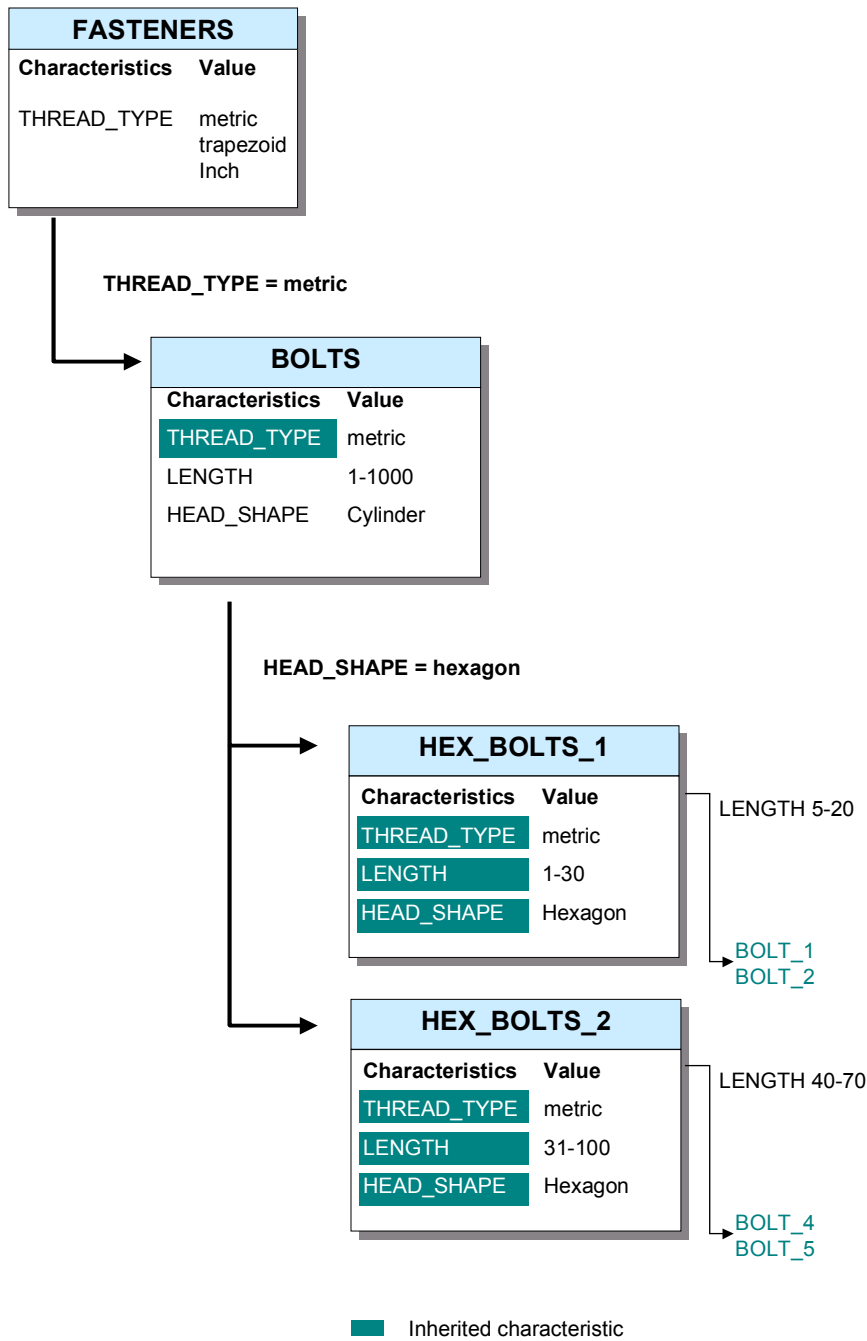 FASTENERS
Characteristics Value
THREAD_TYPE metric
trapezoid
Inch
THREAD_TYPE = metric
BOLTS
Characteristics Value
THREAD_TYPE metric
LENGTH 1-1000
HEAD_SHAPE Cylinder
HEAD_SHAPE = hexagon
HEX_BOLTS_1
Characteristics Value
THREAD_TYPE metric
LENGTH 1-30
HEAD_SHAPE Hexagon
LENGTH 5-20
BOLT_1
BOLT_2
HEX_BOLTS_2
Characteristics Value
THREAD_TYPE metric
LENGTH 31-100
HEAD_SHAPE Hexagon
LENGTH 40-70
BOLT_4
BOLT_5
Inherited characteristic